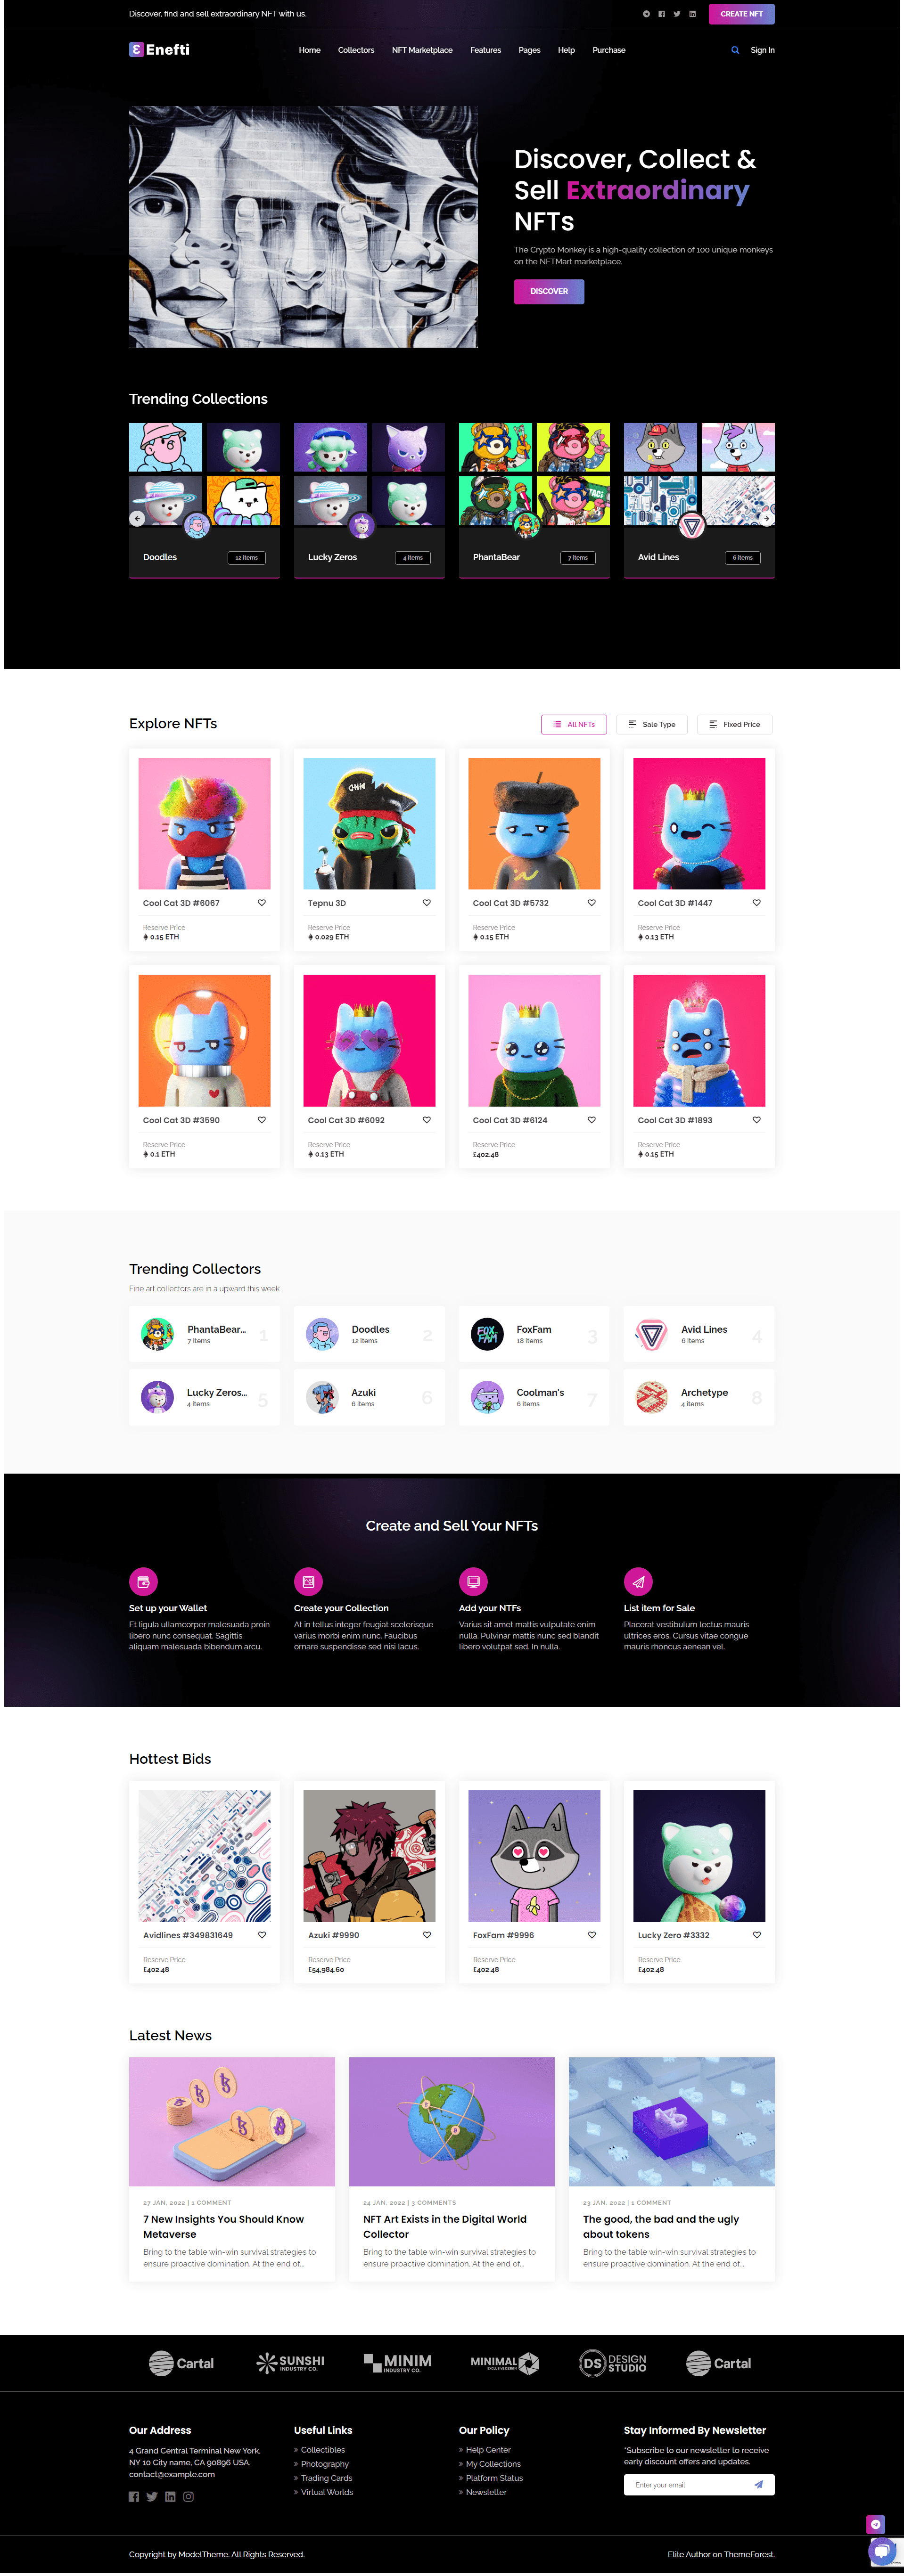 Discover, find and sell extraordinary NFT with us.
CREATE NFT
Enefti
Home Collectors NFT Marketplace Features Pages Help Purchase
Sign In
Discover, Collect &
Sell Extraordinary
NFTs
The Crypto Monkey is a high-quality collection of 100 unique monkeys
on the NFTMart marketplace.
DISCOVER
Trending Collections
Doodles 12 items
Lucky Zeros 4 items
PhantaBear 7 items
Avid Lines 6 items
Explore NFTs
All NFTs Sale Type Fixed Price
Cool Cat 3D #6067
Reserve Price
0.15 ETH
Tepnu 3D
Reserve Price
0.029 ETH
Cool Cat 3D #5732
Reserve Price
0.15 ETH
Cool Cat 3D #1447
Reserve Price
0.13 ETH
Cool Cat 3D #3590
Reserve Price
0.1 ETH
Cool Cat 3D #6092
Reserve Price
0.13 ETH
Cool Cat 3D #6124
Reserve Price
£402.48
Cool Cat 3D #1893
Reserve Price
0.15 ETH
Trending Collectors
Fine art collectors are in a upward this week
PhantaBear...
7 items
1
Doodles
12 items
2
FOX
FAM
FoxFam
18 items
3
Avid Lines
6 items
4
Lucky Zeros...
4 items
5
Azuki
6 items
6
Coolman's
6 items
7
Archetype
4 items
8
Create and Sell Your NFTs
Set up your Wallet
Et ligula ullamcorper malesuada proin
libero nunc consequat. Sagittis
aliquam malesuada bibendum arcu.
Create your Collection
At in tellus integer feugiat scelerisque
varius morbi enim nunc. Faucibus
ornare suspendisse sed nisi lacus.
Add your NTFs
Varius sit amet mattis vulputate enim
nulla. Pulvinar mattis nunc sed blandit
libero volutpat sed. In nulla.
List item for Sale
Placerat vestibulum lectus mauris
ultrices eros. Cursus vitae congue
mauris rhoncus aenean vel.
Hottest Bids
Avidlines #349831649
Reserve Price
£402.48
Azuki #9990
Reserve Price
£54,984.60
FoxFam #9996
Reserve Price
£402.48
Lucky Zero #3332
Reserve Price
£402.48
Latest News
27 JAN, 2022 | 1 COMMENT
7 New Insights You Should Know
Metaverse
Bring to the table win-win survival strategies to
ensure proactive domination. At the end of...
24 JAN, 2022 | 3 COMMENTS
NFT Art Exists in the Digital World
Collector
Bring to the table win-win survival strategies to
ensure proactive domination. At the end of...
23 JAN, 2022 | 1 COMMENT
The good, the bad and the ugly
about tokens
Bring to the table win-win survival strategies to
ensure proactive domination. At the end of...
Cartal
SUNSHI
INDUSTRY CO.
MINIM
INDUSTRY CO.
MINIMAL
EXCLUSIVE DESIGN
DS DESIGN
STUDIO
Cartal
Our Address
4 Grand Central Terminal New York,
NY 10 City name, CA 90896 USA.
contact@example.com
Useful Links
» Collectibles
» Photography
» Trading Cards
» Virtual Worlds
Our Policy
» Help Center
» My Collections
» Platform Status
» Newsletter
Stay Informed By Newsletter
*Subscribe to our newsletter to receive
early discount offers and updates.
Enter your email
Copyright by ModelTheme. All Rights Reserved.
Elite Author on ThemeForest.